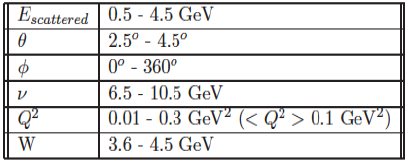 E_scattered 0.5 - 4.5 GeV
θ 2.5° - 4.5°
ϕ 0° - 360°
ν 6.5 - 10.5 GeV
Q² 0.01 - 0.3 GeV² (< Q² > 0.1 GeV²)
W 3.6 - 4.5 GeV